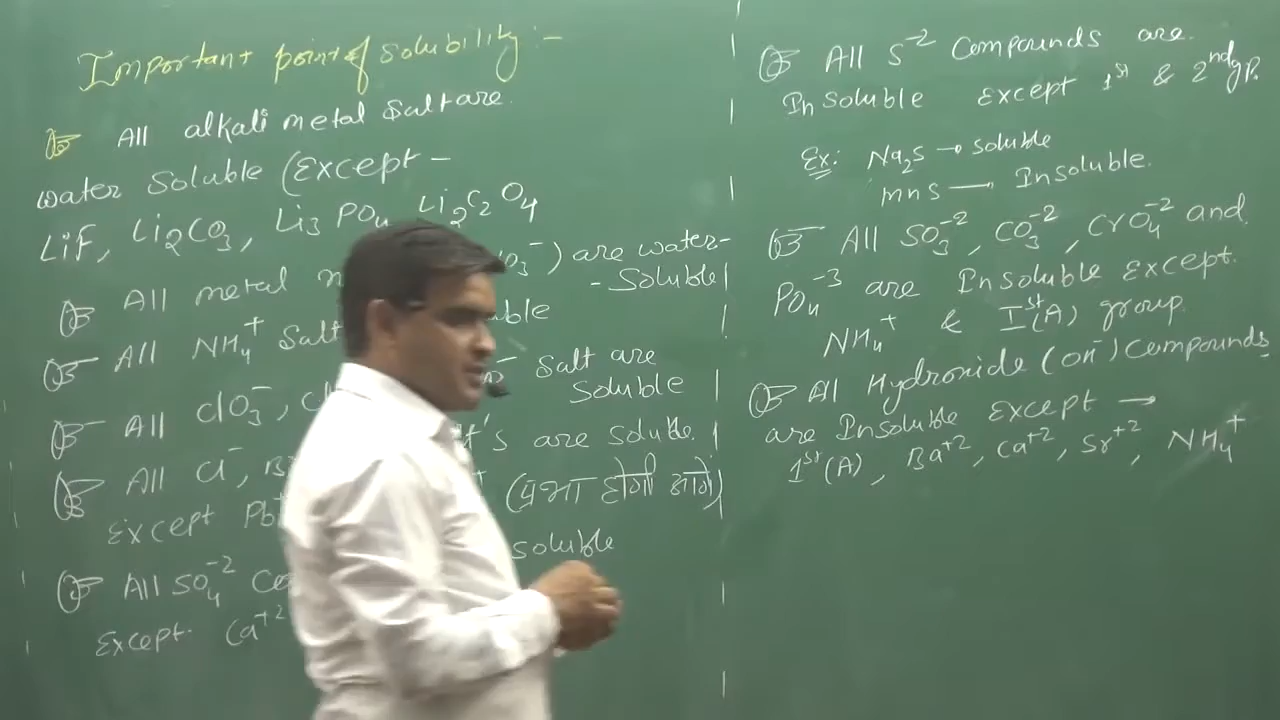 Important point of solubility :-
All alkali metal salt are
water soluble (Except -
LiF, Li₂CO₃, Li₃PO₄ Li₂C₂O₄
All metal O₃⁻) are water-
-Soluble
All NH₄⁺ Salt
All ClO₃⁻, Salt are
Soluble
All Cl⁻, are soluble
Except
All SO₄⁻² soluble
Except. Ca⁺²
All S⁻² Compounds are.
InSoluble Except 1st & 2nd gp.
Ex: Na₂S → soluble
mns → Insoluble.
All SO₃⁻², CO₃⁻², CrO₄⁻² and
PO₄⁻³ are Insoluble Except.
NH₄⁺ & Ist(A) group.
All Hydroxide (OH⁻) Compounds
are Insoluble Except →
1st(A), Ba⁺², Ca⁺², Sr⁺², NH₄⁺